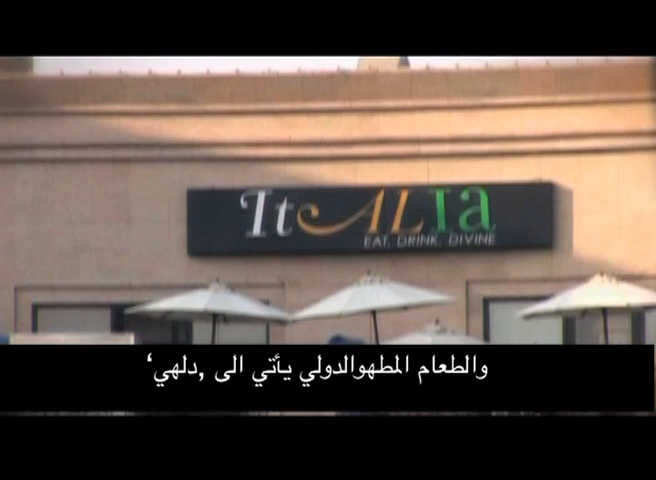 ItALIa
EAT. DRINK. DIVINE
والطعام المطهوالدولي يأتي الى ,دلهي‘